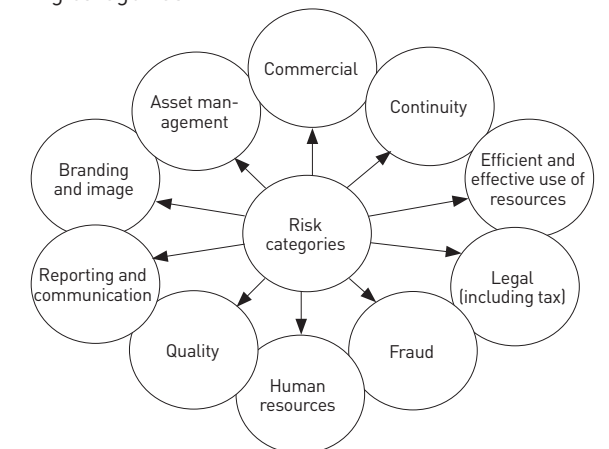 Commercial
Asset man-
agement
Continuity
Branding
and image
Efficient and
effective use of
resources
Risk
categories
Reporting and
communication
Legal
(including tax)
Quality
Fraud
Human
resources